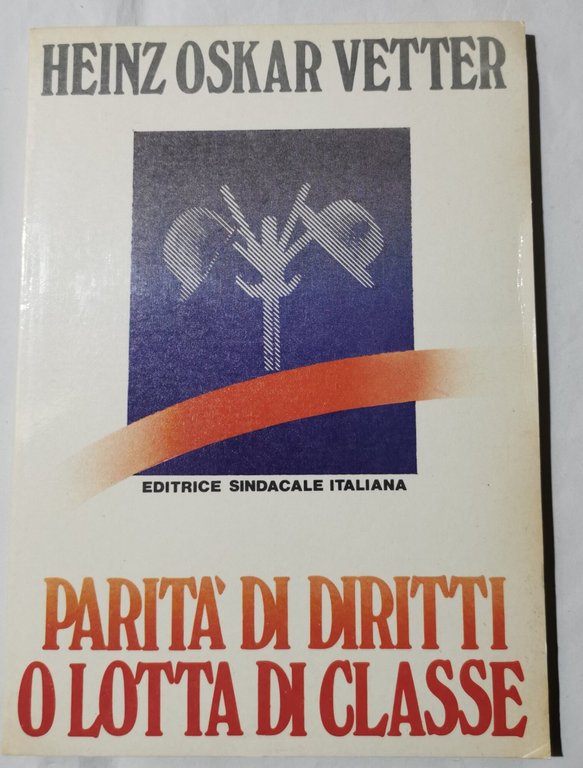 HEINZ OSKAR VETTER
EDITRICE SINDACALE ITALIANA
PARITA' DI DIRITTI
O LOTTA DI CLASSE